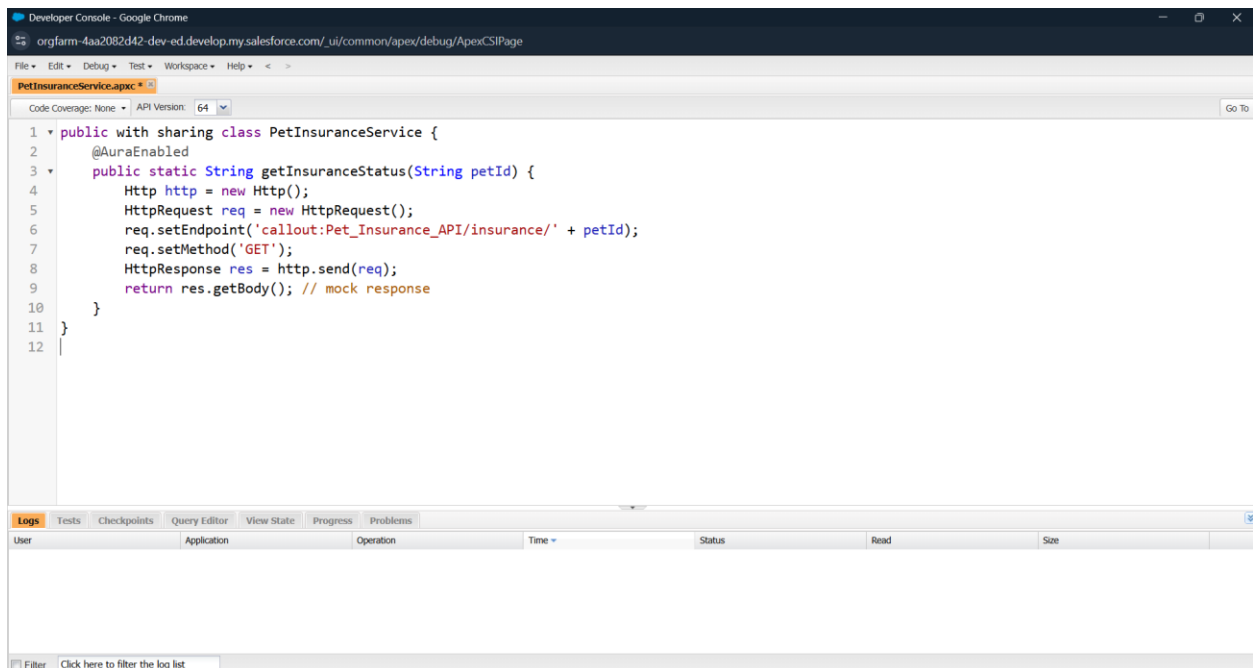 Developer Console - Google Chrome
orgfarm-4aa2082d42-dev-ed.develop.my.salesforce.com/_ui/common/apex/debug/ApexCSIPage
File Edit Debug Test Workspace Help < >
PetInsuranceService.apxc *
Code Coverage: None API Version: 64 Go To
1 public with sharing class PetInsuranceService {
2 @AuraEnabled
3 public static String getInsuranceStatus(String petId) {
4 Http http = new Http();
5 HttpRequest req = new HttpRequest();
6 req.setEndpoint('callout:Pet_Insurance_API/insurance/' + petId);
7 req.setMethod('GET');
8 HttpResponse res = http.send(req);
9 return res.getBody(); // mock response
10 }
11 }
12
Logs Tests Checkpoints Query Editor View State Progress Problems
User Application Operation Time Status Read Size
Filter Click here to filter the log list